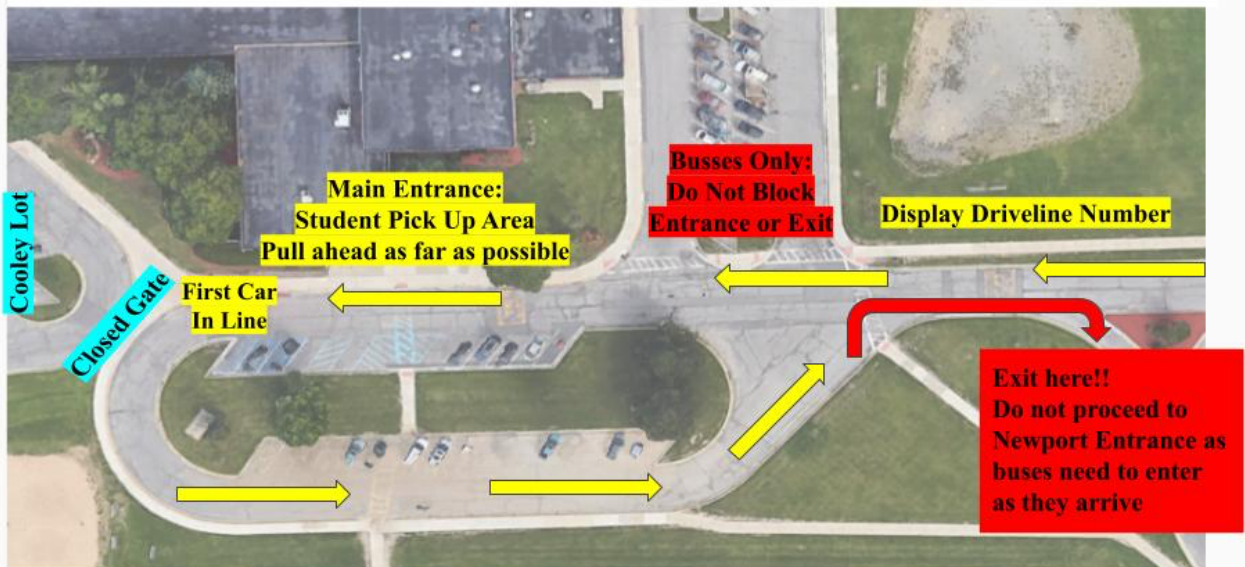 Busses Only:
Do Not Block
Entrance or Exit
Main Entrance:
Student Pick Up Area
Pull ahead as far as possible
Display Driveline Number
Cooley Lot
Closed Gate
First Car
In Line
Exit here!!
Do not proceed to
Newport Entrance as
buses need to enter
as they arrive